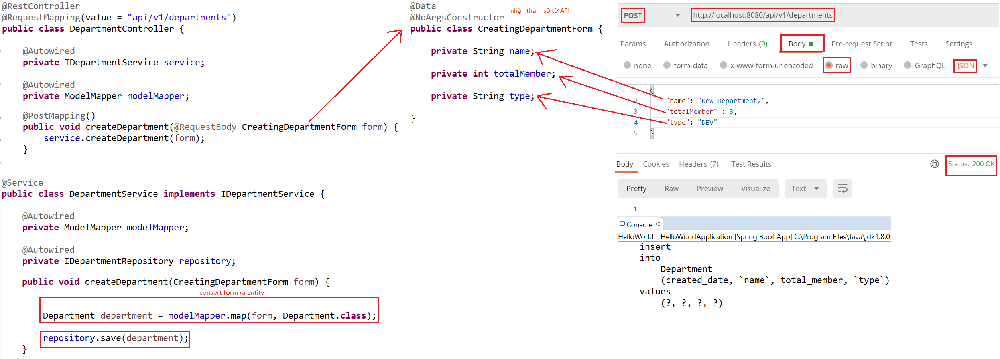 @RestController
@RequestMapping(value = "api/v1/departments")
public class DepartmentController {
@Autowired
private IDepartmentService service;
@Autowired
private ModelMapper modelMapper;
@PostMapping()
public void createDepartment(@RequestBody CreatingDepartmentForm form) {
service.createDepartment(form);
}
@Service
public class DepartmentService implements IDepartmentService {
@Autowired
private ModelMapper modelMapper;
@Autowired
private IDepartmentRepository repository;
public void createDepartment(CreatingDepartmentForm form) {
convert form ra entity
Department department = modelMapper.map(form, Department.class);
repository.save(department);
}
@Data
nhận tham số từ API
@NoArgsConstructor
public class CreatingDepartmentForm {
private String name;
private int totalMember;
private String type;
}
POST http://localhost:8080/api/v1/departments
Params Authorization Headers (9) Body Pre-request Script Tests Settings
none form-data x-www-form-urlencoded raw binary GraphQL JSON
1 {
2 "name": "New Department2",
3 "totalMember" : 3,
4 "type": "DEV"
5 }
Body Cookies Headers (7) Test Results Status: 200 OK
Pretty Raw Preview Visualize Text
1
Console
HelloWorld - HelloWorldApplication [Spring Boot App] C:\Program Files\Java\jdk1.8.0_
insert
into
Department
(created_date, `name`, total_member, `type`)
values
(?, ?, ?, ?)